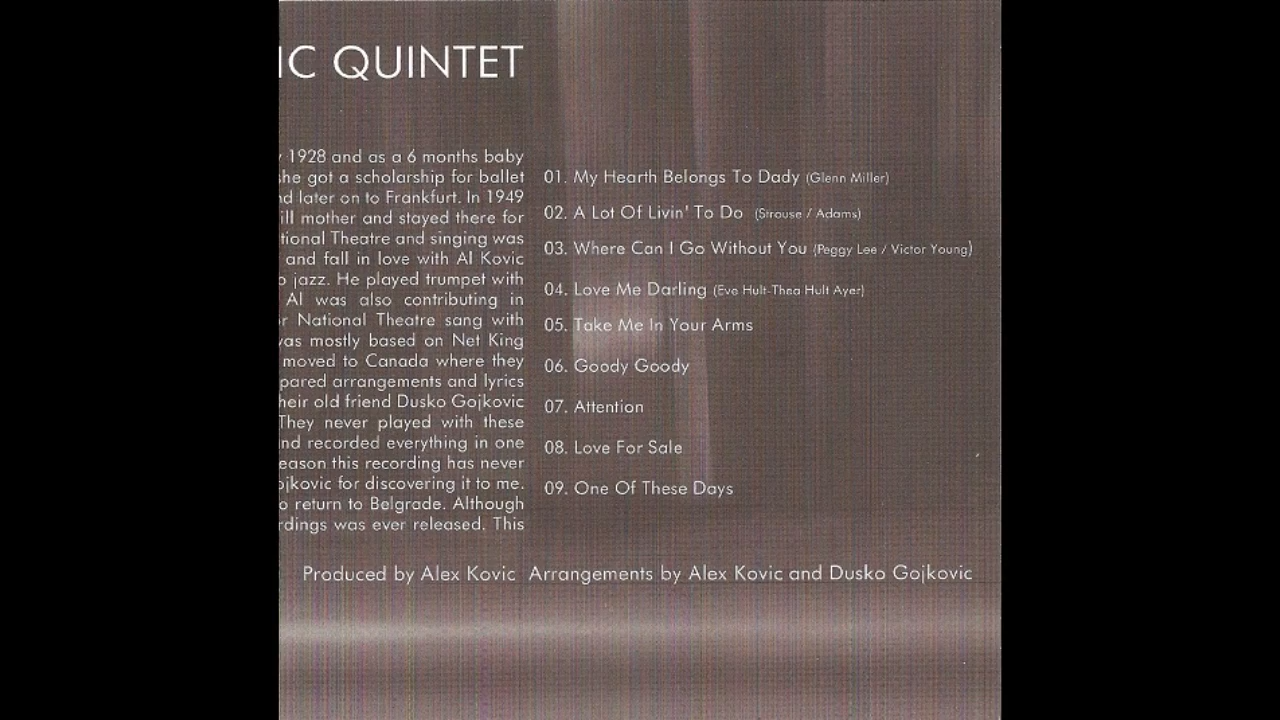 IC QUINTET
1928 and as a 6 months baby
she got a scholarship for ballet
nd later on to Frankfurt. In 1949
ill mother and stayed there for
tional Theatre and singing was
and fall in love with Al Kovic
o jazz. He played trumpet with
Al was also contributing in
r National Theatre sang with
was mostly based on Net King
moved to Canada where they
pared arrangements and lyrics
heir old friend Dusko Gojkovic
They never played with these
nd recorded everything in one
eason this recording has never
ojkovic for discovering it to me.
o return to Belgrade. Although
rdings was ever released. This
01. My Hearth Belongs To Dady (Glenn Miller)
02. A Lot Of Livin' To Do (Strouse / Adams)
03. Where Can I Go Without You (Peggy Lee / Victor Young)
04. Love Me Darling (Eve Hult-Thea Hult Ayer)
05. Take Me In Your Arms
06. Goody Goody
07. Attention
08. Love For Sale
09. One Of These Days
Produced by Alex Kovic Arrangements by Alex Kovic and Dusko Gojkovic